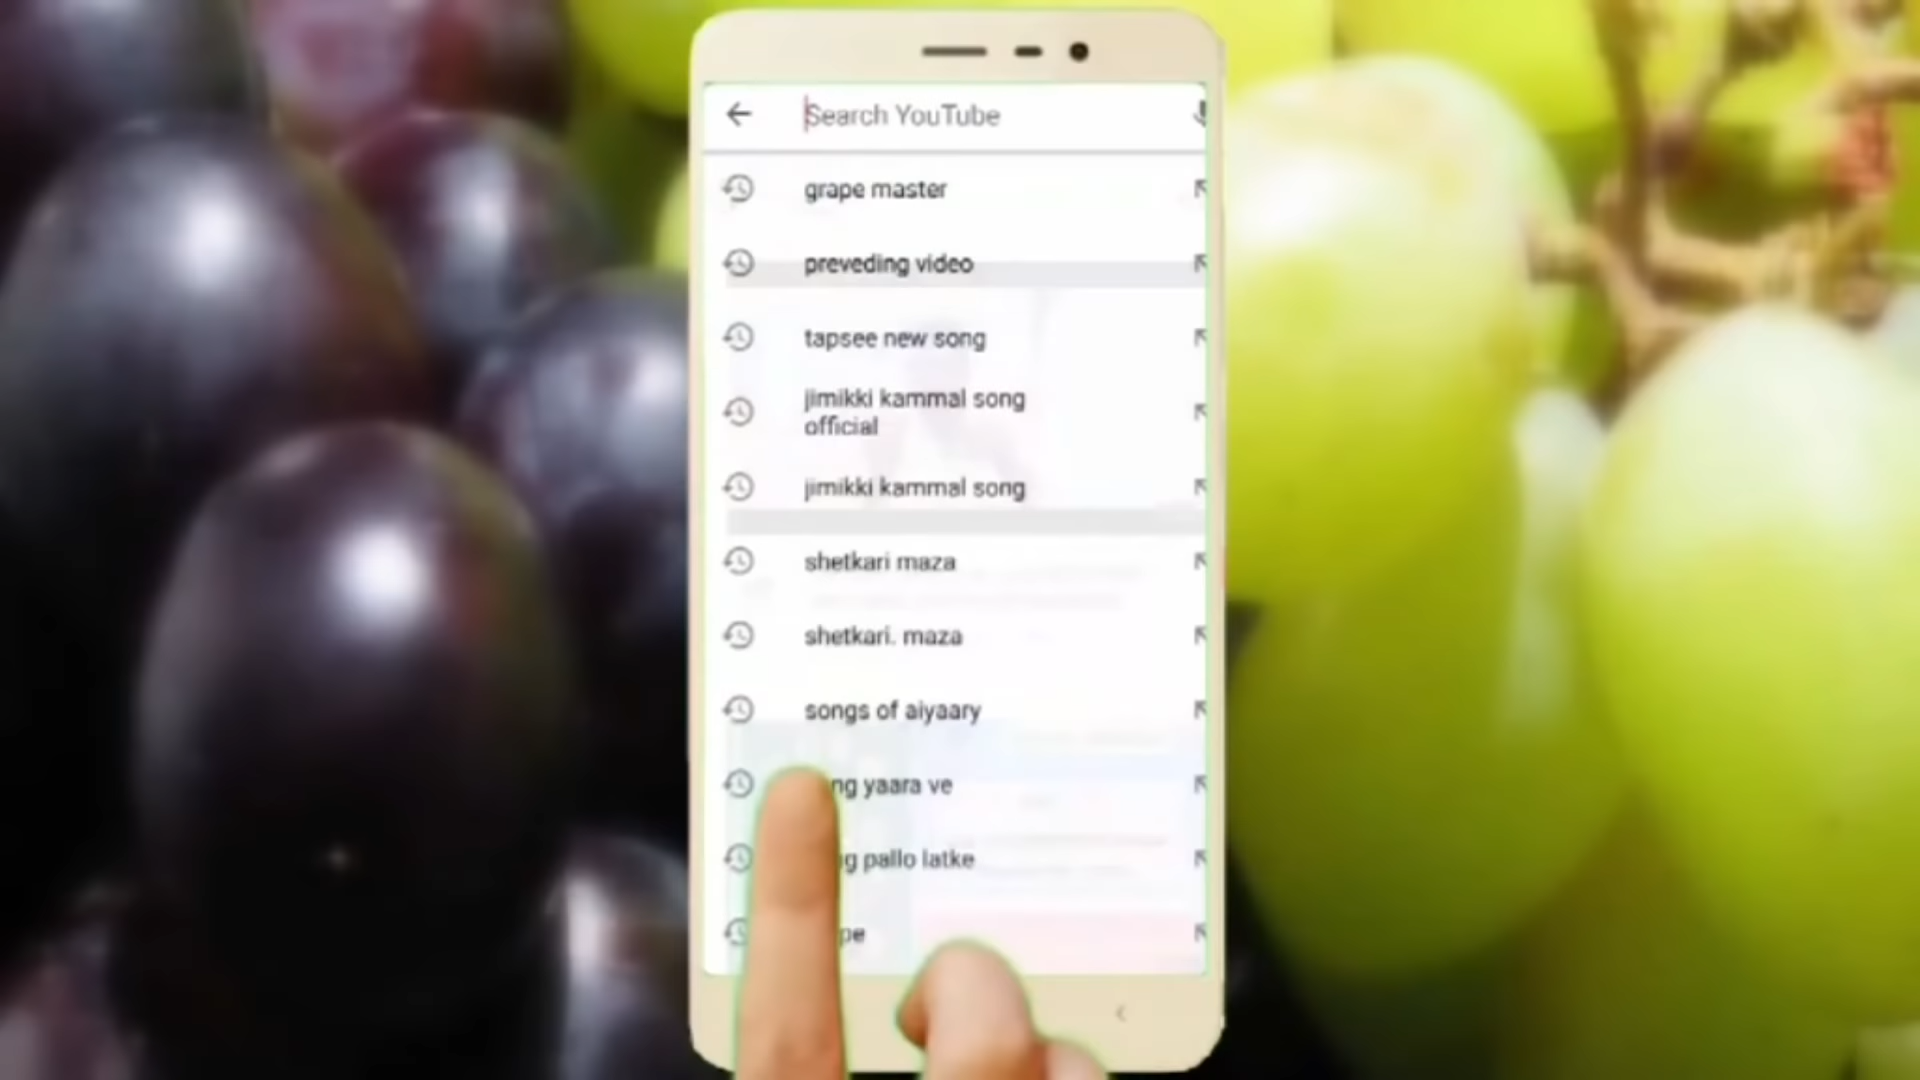 Search YouTube
grape master
preveding video
tapsee new song
jimikki kammal song
official
jimikki kammal song
shetkari maza
shetkari. maza
songs of aiyaary
yaara ve
pallo latke